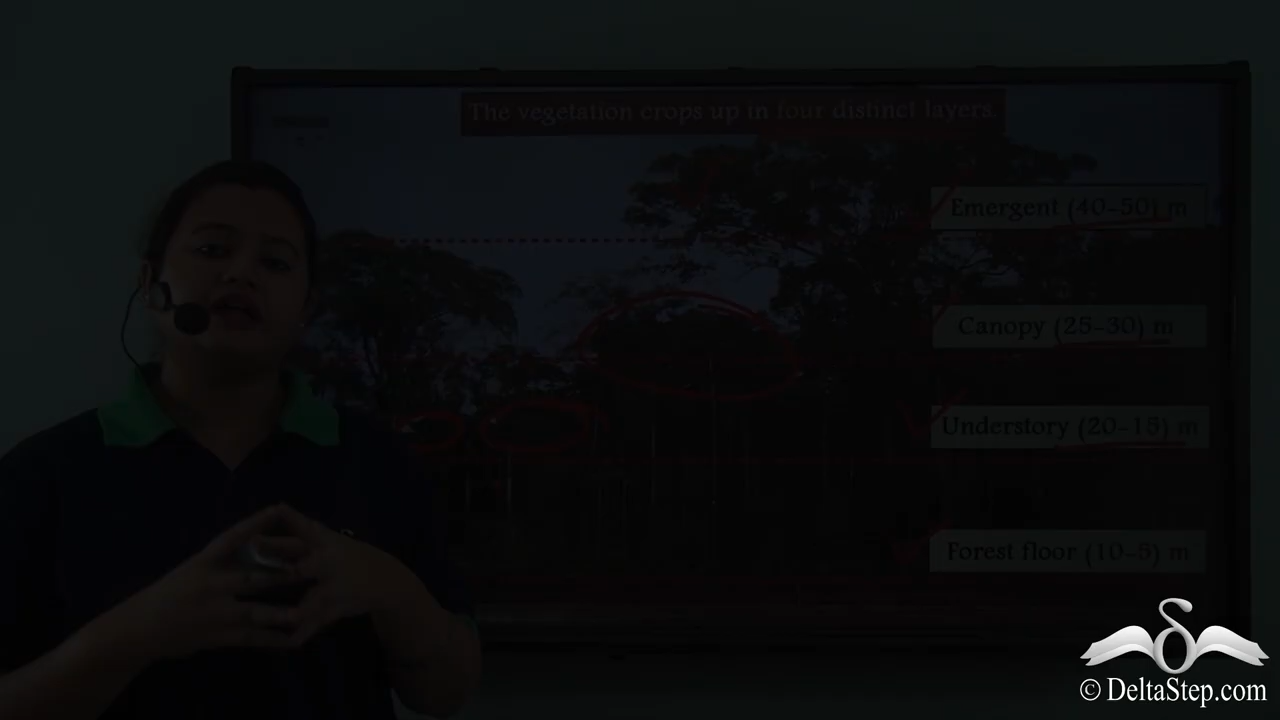 The vegetation crops up in four distinct layers.
Emergent (40-50) m
Canopy (25-30) m
Understory (20-15) m
Forest floor (10-5) m
© DeltaStep.com